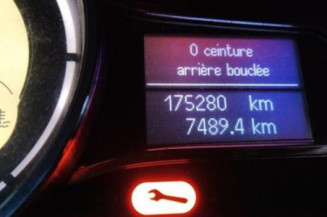 0 ceinture
arrière bouclée
175280 km
7489.4 km